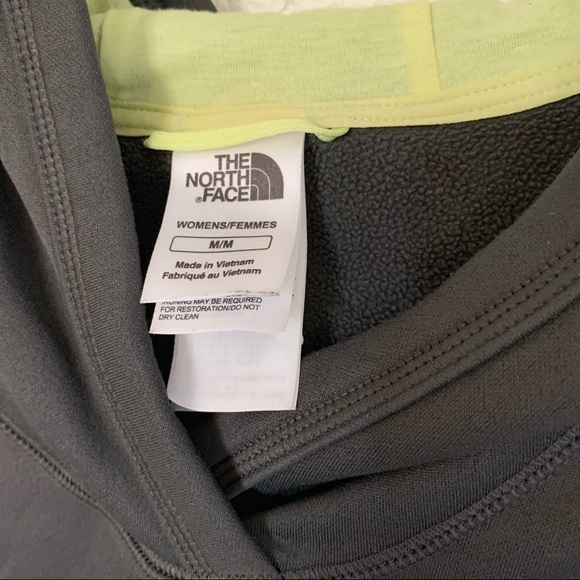 THE
NORTH
FACE
WOMENS/FEMMES
M/M
Made in Vietnam
Fabriqué au Vietnam
IRONING MAY BE REQUIRED
FOR RESTORATION/DO NOT
DRY CLEAN